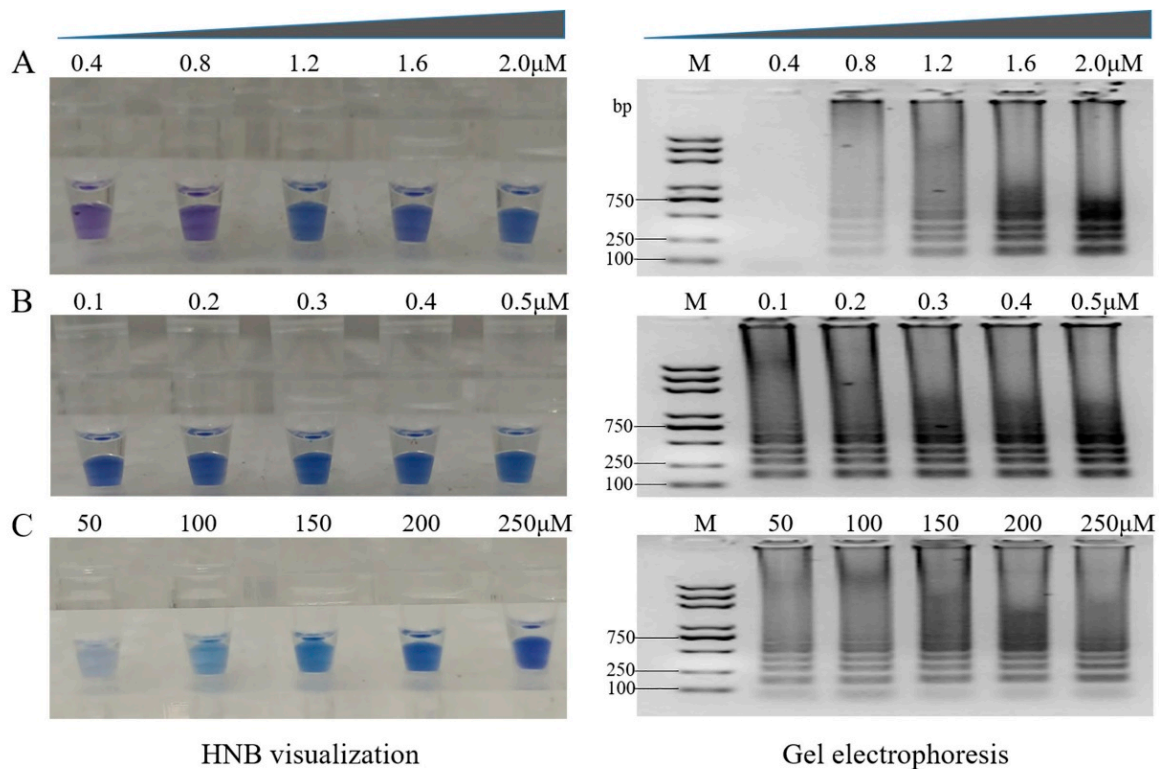 A
0.4 0.8 1.2 1.6 2.0μM
M 0.4 0.8 1.2 1.6 2.0μM
bp
750
250
100
B
0.1 0.2 0.3 0.4 0.5μM
M 0.1 0.2 0.3 0.4 0.5μM
750
250
100
C
50 100 150 200 250μM
M 50 100 150 200 250μM
750
250
100
HNB visualization
Gel electrophoresis